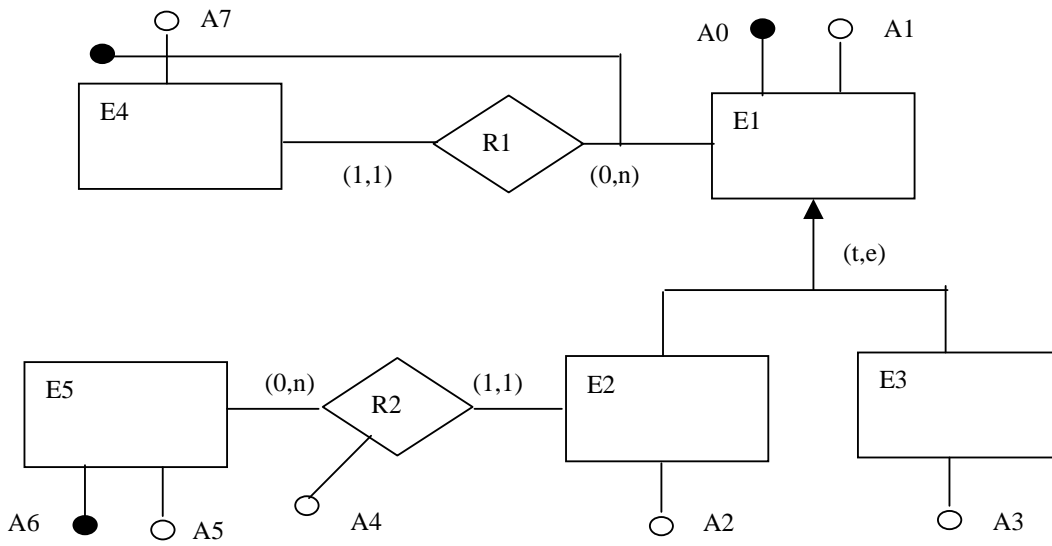 A7
A0
A1
E4
E1
R1
(1,1)
(0,n)
(t,e)
E5
(0,n)
R2
(1,1)
E2
E3
A6
A5
A4
A2
A3